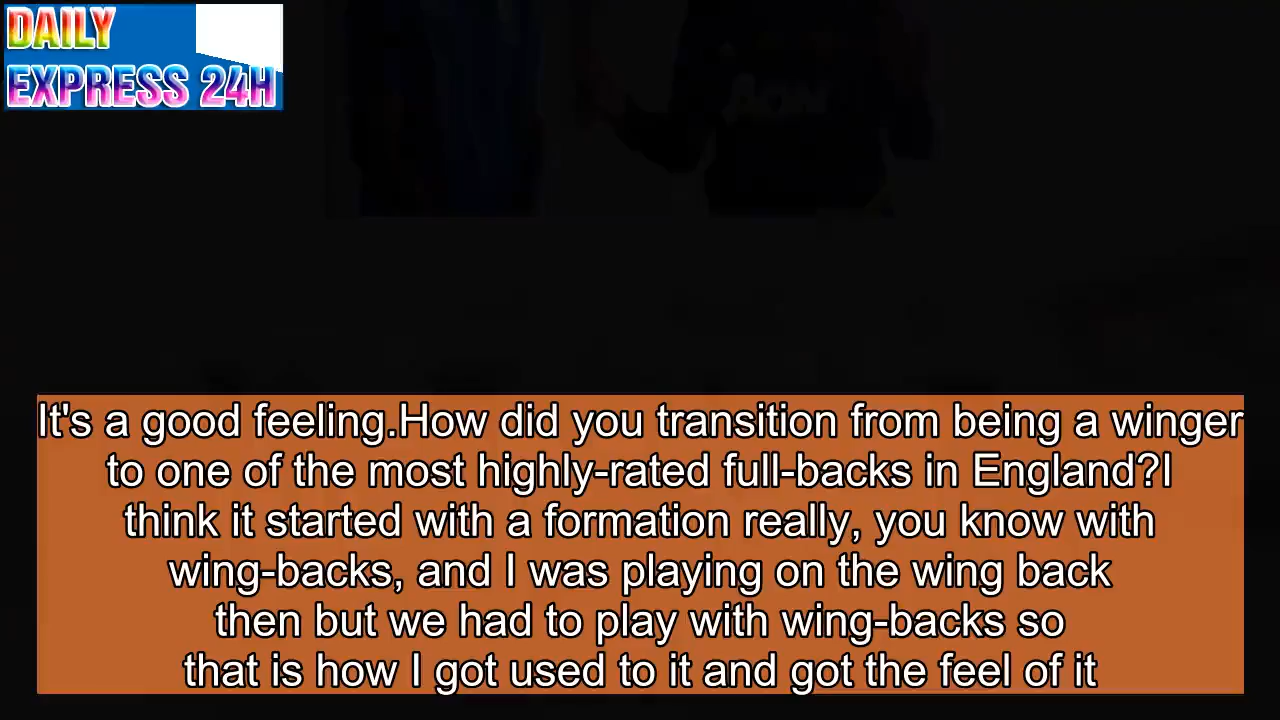 DAILY
EXPRESS 24H
AON
It's a good feeling.How did you transition from being a winger
to one of the most highly-rated full-backs in England?I
think it started with a formation really, you know with
wing-backs, and I was playing on the wing back
then but we had to play with wing-backs so
that is how I got used to it and got the feel of it